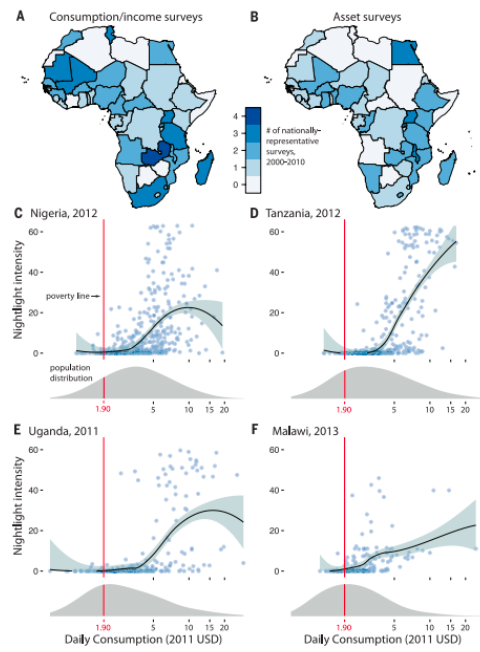 A Consumption/income surveys
B Asset surveys
4
3
2
1
0
# of nationally-
representative
surveys,
2000-2010
C Nigeria, 2012
D Tanzania, 2012
Nightlight intensity
60
40
20
0
poverty line
population
distribution
1.90
5
10
15
20
60
40
20
0
1.90
5
10
15
20
E Uganda, 2011
F Malawi, 2013
Nightlight intensity
60
40
20
0
1.90
5
10
15
20
Daily Consumption (2011 USD)
60
40
20
0
1.90
5
10
15
20
Daily Consumption (2011 USD)